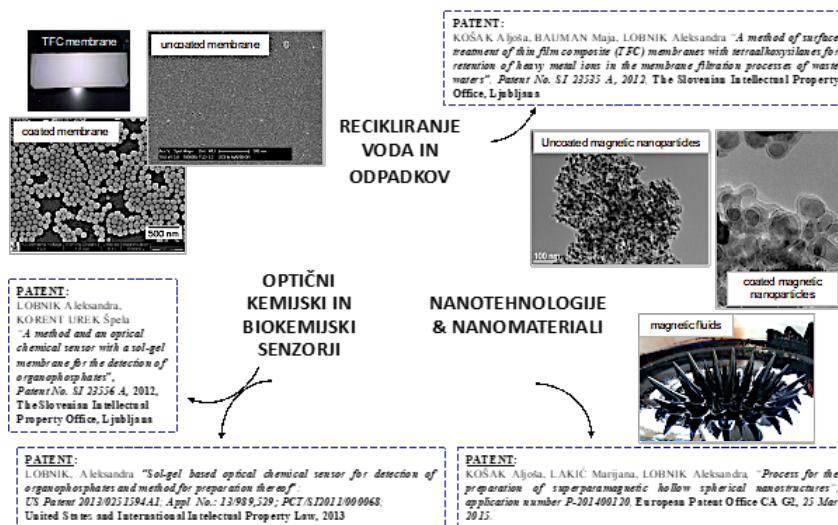 TFC membrane
uncoated membrane
coated membrane
500 nm
PATENT:
KOŠAK Aljoša, BAUMAN Maja, LOBNIK Aleksandra "A method of surface
treatment of thin film composite (TFC) membranes with tetraalkoxysilanes for
retention of heavy metal ions in the membrane filtration processes of waste
waters". Patent No. SI 23535 A, 2012, The Slovenian Intellectual Property
Office, Ljubljana
RECIKLIRANJE
VODA IN
ODPADKOV
Uncoated magnetic nanoparticles
100 nm
coated magnetic
nanoparticles
magnetic fluids
OPTIČNI
KEMIJSKI IN
BIOKEMIJSKI
SENZORJI
NANOTEHNOLOGIJE
& NANOMATERIALI
PATENT:
LOBNIK Aleksandra,
KORENT UREK Špela
"A method and an optical
chemical sensor with a sol-gel
membrane for the detection of
organophosphates",
Patent No. SI 23556 A, 2012,
The Slovenian Intellectual
Property Office, Ljubljana
PATENT:
LOBNIK, Aleksandra "Sol-gel based optical chemical sensor for detection of
organophosphates and method for preparation thereof":
US Patent 2013/0251594A1; Appl No.: 13/989,529; PCT/SI2011/000068;
United States and International Intellectual Property Law, 2013
PATENT:
KOŠAK Aljoša, LAKIĆ Marijana, LOBNIK Aleksandra, "Process for the
preparation of superparamagnetic hollow spherical nanostructures",
application number P-201400120, European Patent Office CA G2, 25 Mar
2015.